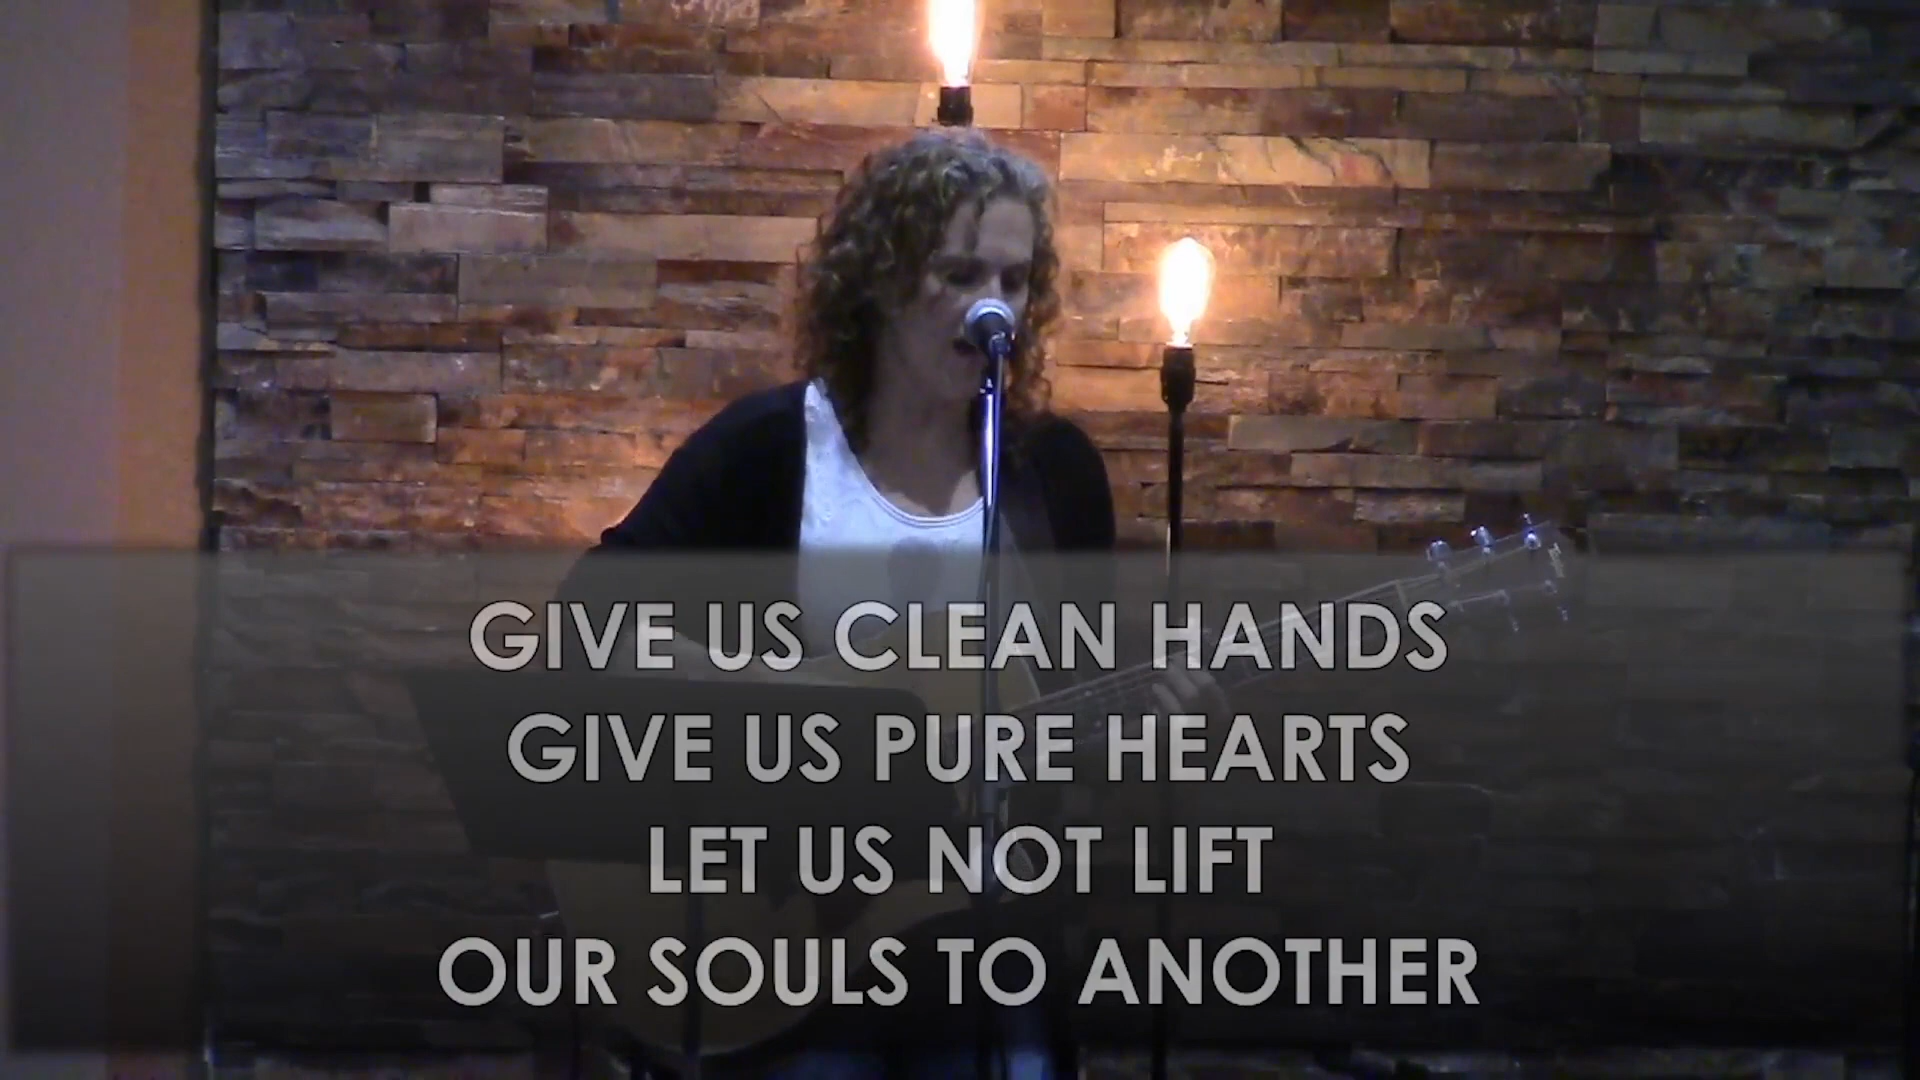 GIVE US CLEAN HANDS
GIVE US PURE HEARTS
LET US NOT LIFT
OUR SOULS TO ANOTHER